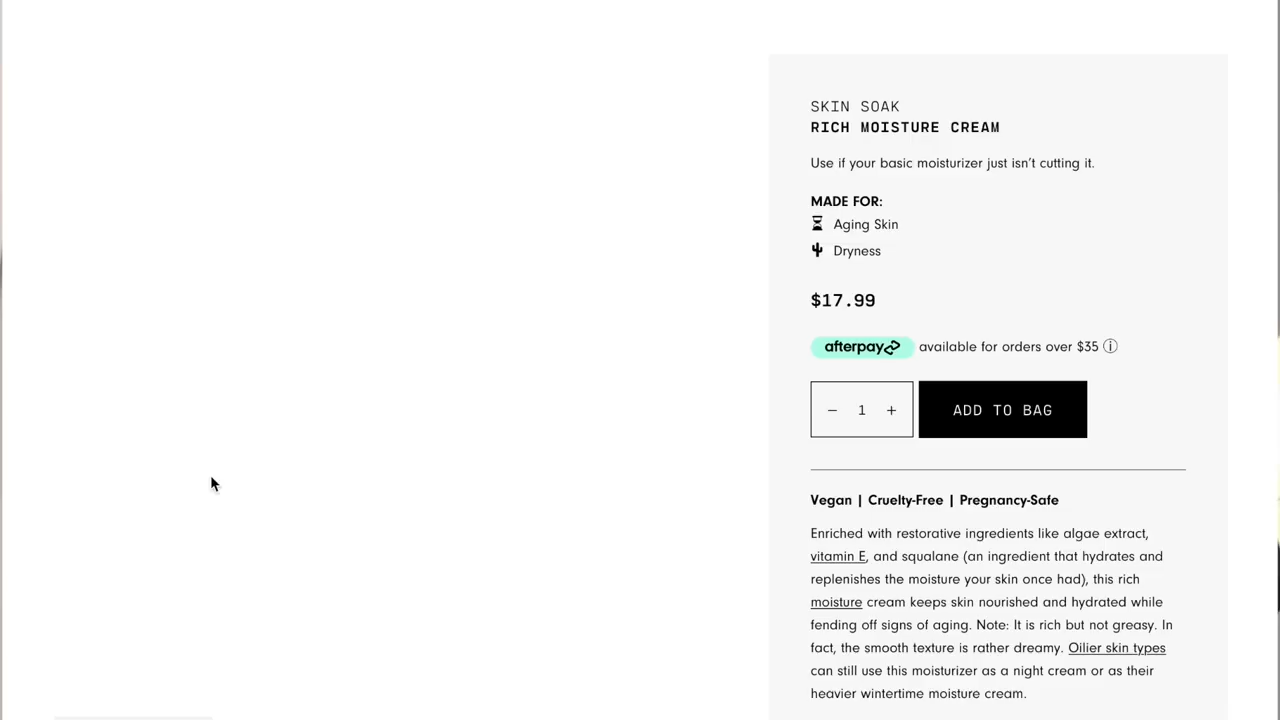 SKIN SOAK
RICH MOISTURE CREAM
Use if your basic moisturizer just isn’t cutting it.
MADE FOR:
Aging Skin
Dryness
$17.99
afterpay available for orders over $35 ⓘ
− 1 + ADD TO BAG
Vegan | Cruelty-Free | Pregnancy-Safe
Enriched with restorative ingredients like algae extract,
vitamin E, and squalane (an ingredient that hydrates and
replenishes the moisture your skin once had), this rich
moisture cream keeps skin nourished and hydrated while
fending off signs of aging. Note: It is rich but not greasy. In
fact, the smooth texture is rather dreamy. Oilier skin types
can still use this moisturizer as a night cream or as their
heavier wintertime moisture cream.